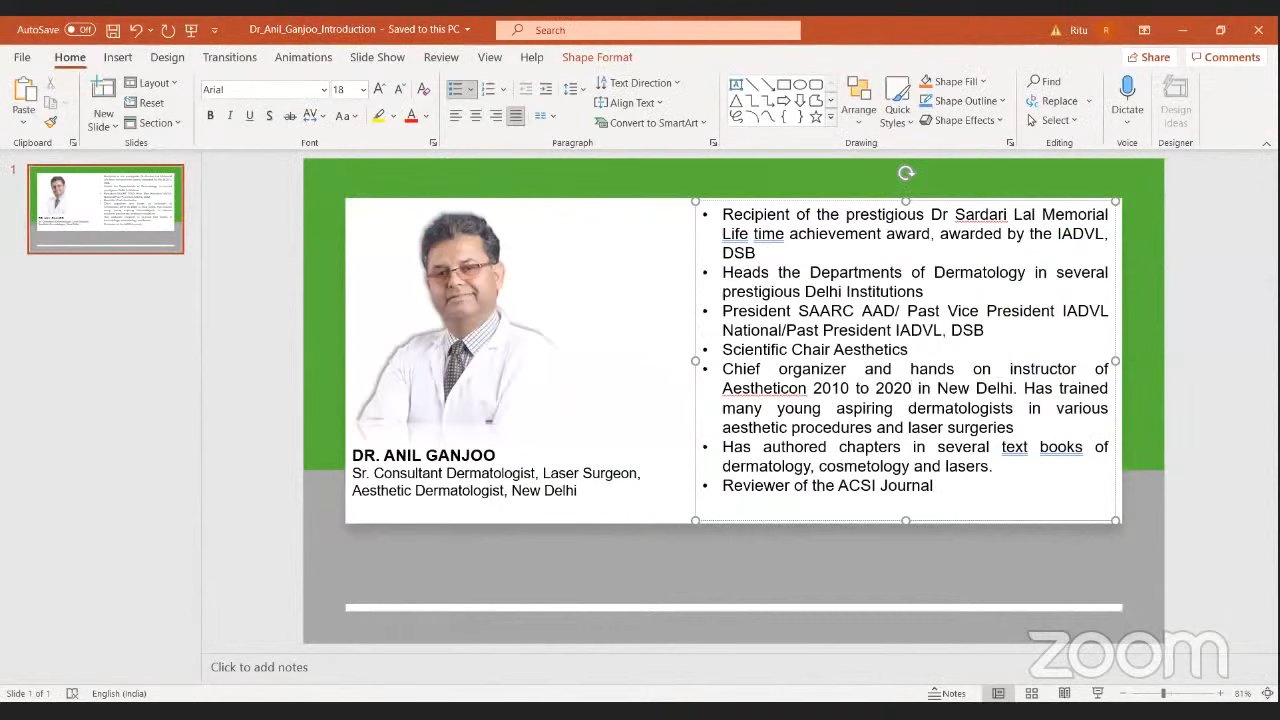 AutoSave Off
Dr_Anil_Ganjoo_Introduction - Saved to this PC
Search
Ritu R
File Home Insert Design Transitions Animations Slide Show Review View Help Shape Format Share Comments
Paste
New Slide
Layout
Reset
Section
Arial 18
B I U S ab AV Aa A
Text Direction
Align Text
Convert to SmartArt
Arrange
Quick Styles
Shape Fill
Shape Outline
Shape Effects
Find
Replace
Select
Dictate
Design Ideas
Clipboard Slides Font Paragraph Drawing Editing Voice Designer
1
• Recipient of the prestigious Dr Sardari Lal Memorial
Life time achievement award, awarded by the IADVL,
DSB
• Heads the Departments of Dermatology in several
prestigious Delhi Institutions
• President SAARC AAD/ Past Vice President IADVL
National/Past President IADVL, DSB
• Scientific Chair Aesthetics
• Chief organizer and hands on instructor of
Aestheticon 2010 to 2020 in New Delhi. Has trained
many young aspiring dermatologists in various
aesthetic procedures and laser surgeries
• Has authored chapters in several text books of
dermatology, cosmetology and lasers.
• Reviewer of the ACSI Journal
DR. ANIL GANJOO
Sr. Consultant Dermatologist, Laser Surgeon,
Aesthetic Dermatologist, New Delhi
zoom
Click to add notes
Slide 1 of 1 English (India) Notes 81%